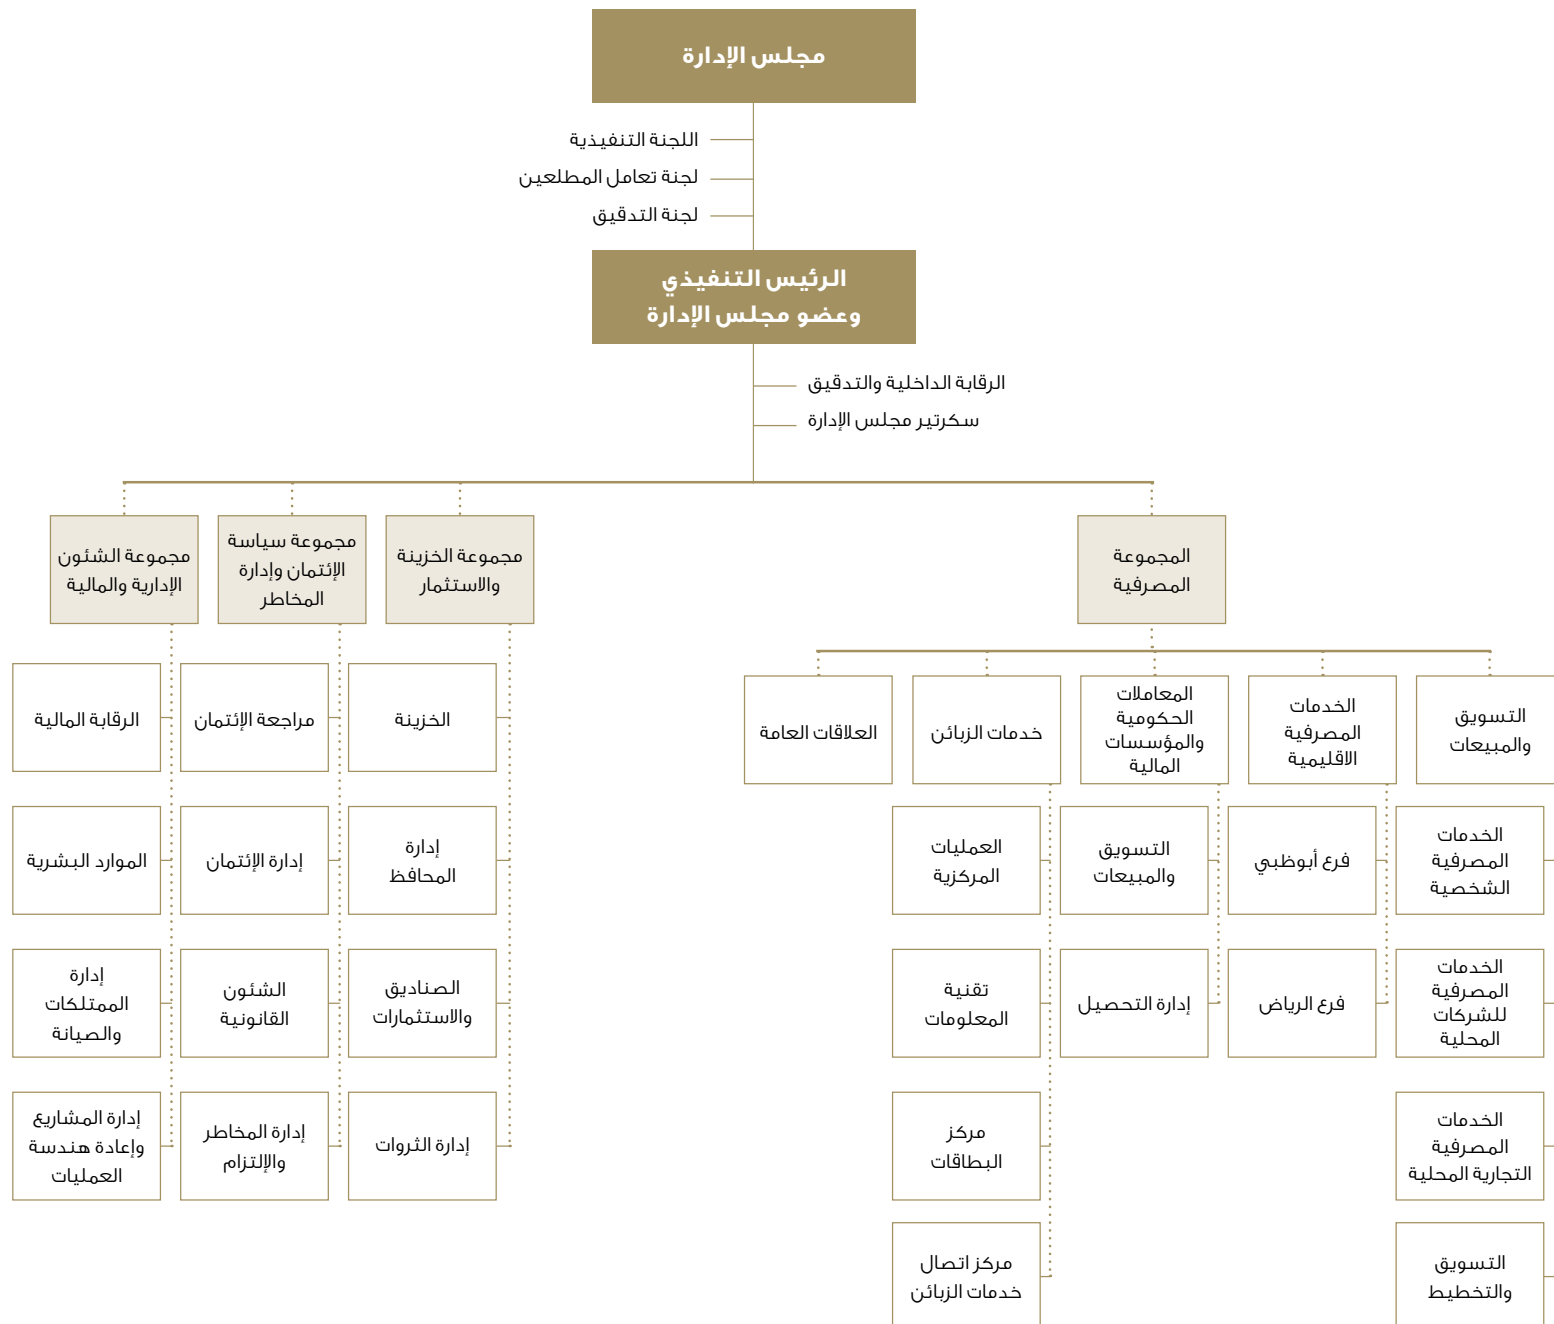 مجلس الإدارة
اللجنة التنفيذية
لجنة تعامل المطلعين
لجنة التدقيق
الرئيس التنفيذي
وعضو مجلس الإدارة
الرقابة الداخلية والتدقيق
سكرتير مجلس الإدارة
المجموعة
المصرفية
مجموعة الخزينة
والاستثمار
مجموعة سياسة
الإئتمان وإدارة
المخاطر
مجموعة الشئون
الإدارية والمالية
التسويق
والمبيعات
الخدمات
المصرفية
الاقليمية
المعاملات
الحكومية
والمؤسسات
المالية
خدمات الزبائن
العلاقات العامة
الخزينة
مراجعة الإئتمان
الرقابة المالية
الخدمات
المصرفية
الشخصية
فرع أبوظبي
التسويق
والمبيعات
العمليات
المركزية
إدارة
المحافظ
إدارة الإئتمان
الموارد البشرية
الخدمات
المصرفية
للشركات
المحلية
فرع الرياض
إدارة التحصيل
تقنية
المعلومات
الصناديق
والاستثمارات
الشئون
القانونية
إدارة
الممتلكات
والصيانة
الخدمات
المصرفية
التجارية المحلية
مركز
البطاقات
إدارة الثروات
إدارة المخاطر
والإلتزام
إدارة المشاريع
وإعادة هندسة
العمليات
التسويق
والتخطيط
مركز اتصال
خدمات الزبائن